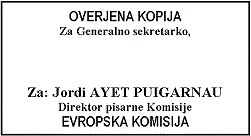 OVERJENA KOPIJA
Za Generalno sekretarko,
Za: Jordi AYET PUIGARNAU
Direktor pisarne Komisije
EVROPSKA KOMISIJA